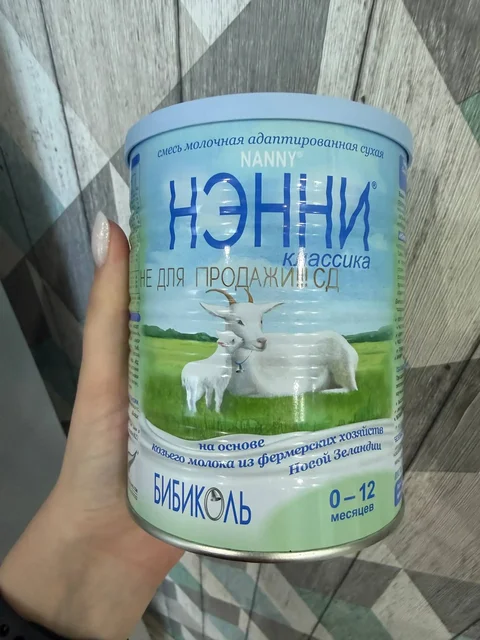 смесь молочная адаптированная сухая
NANNY®
НЭННИ®
классика
НЕ ДЛЯ ПРОДАЖИ!!! СД
на основе
козьего молока из фермерских хозяйств
Новой Зеландии
БИБИКОЛЬ
0–12
месяцев